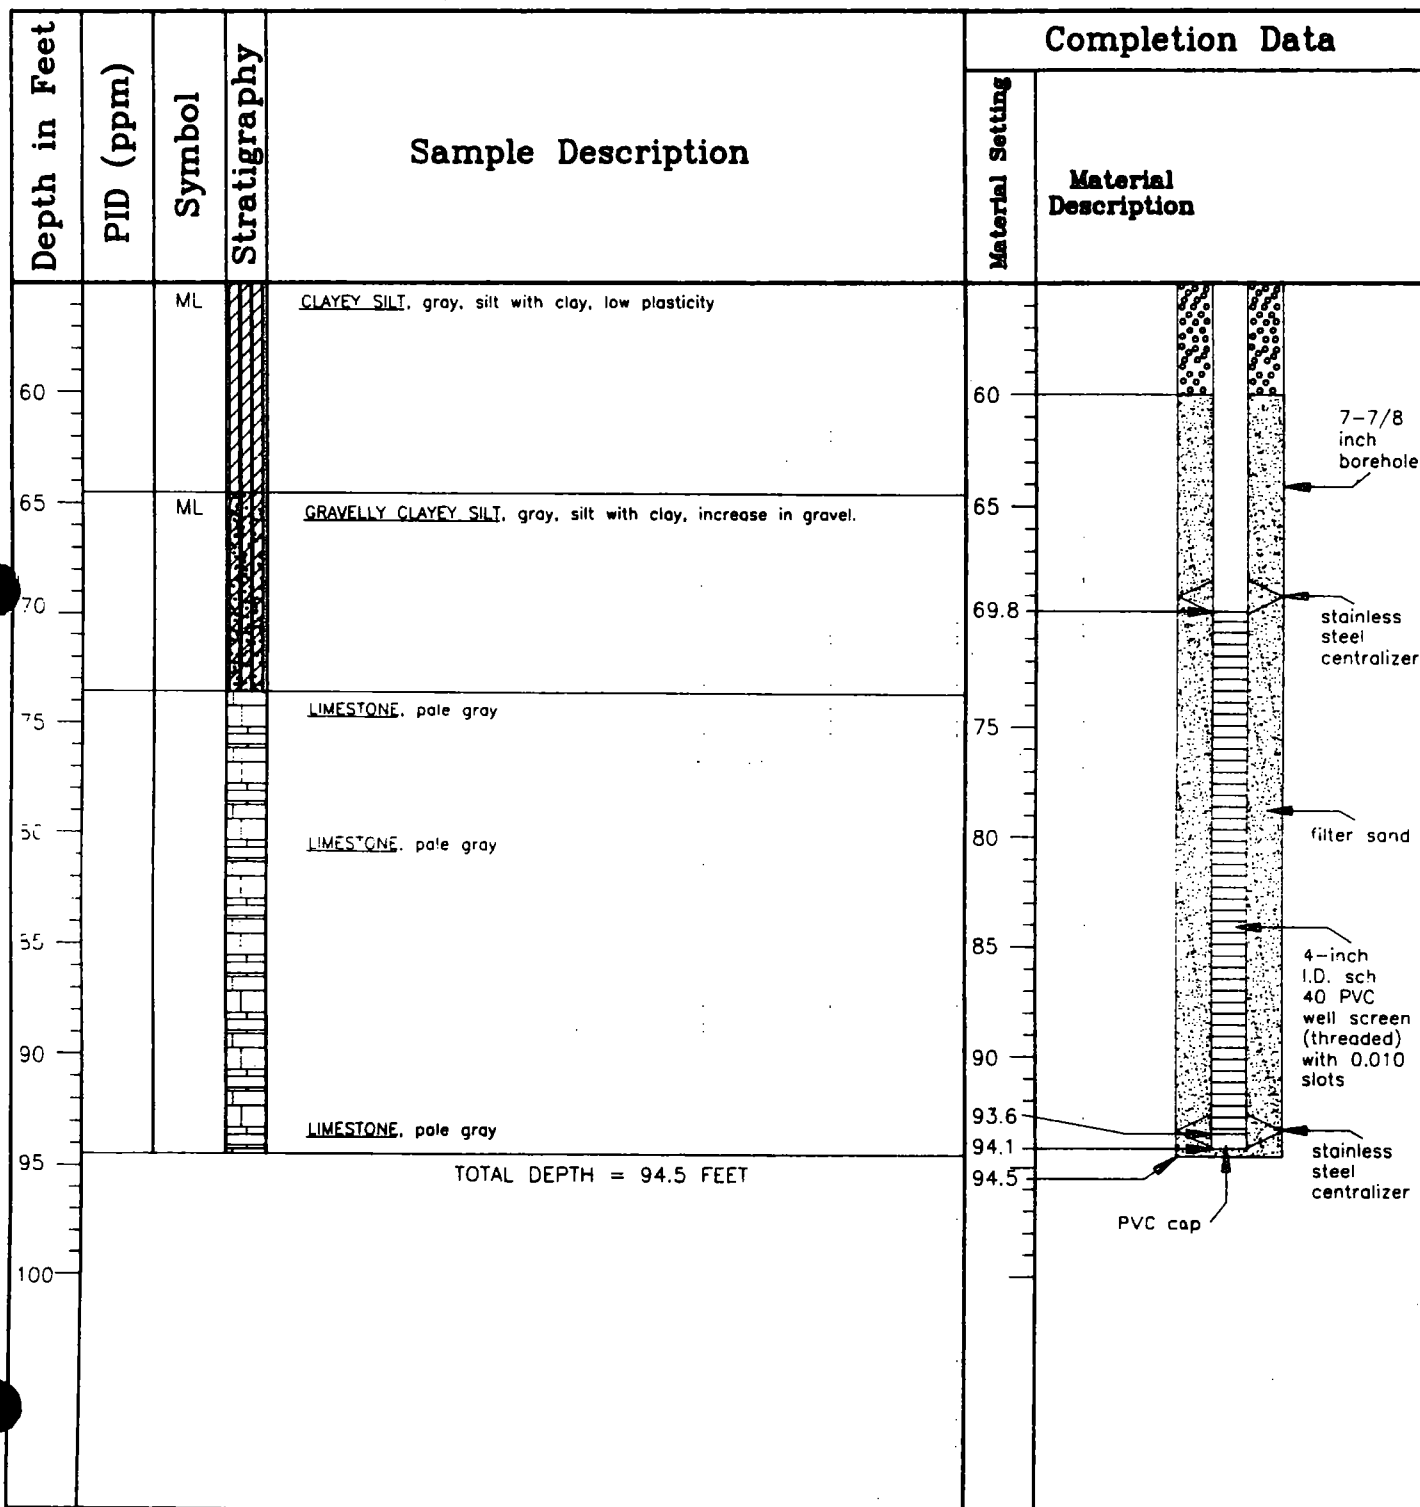 Depth in Feet
PID (ppm)
Symbol
Stratigraphy
Sample Description
Completion Data
Material Setting
Material
Description
ML
CLAYEY SILT, gray, silt with clay, low plasticity
60
60
7-7/8
inch
borehole
65
ML
GRAVELLY CLAYEY SILT, gray, silt with clay, increase in gravel.
65
70
69.8
stainless
steel
centralizer
LIMESTONE, pale gray
75
75
80
LIMESTONE, pale gray
filter sand
85
4-inch
I.D. sch
40 PVC
well screen
(threaded)
with 0.010
slots
90
90
93.6
LIMESTONE, pale gray
94.1
95
TOTAL DEPTH = 94.5 FEET
94.5
stainless
steel
centralizer
PVC cap
100